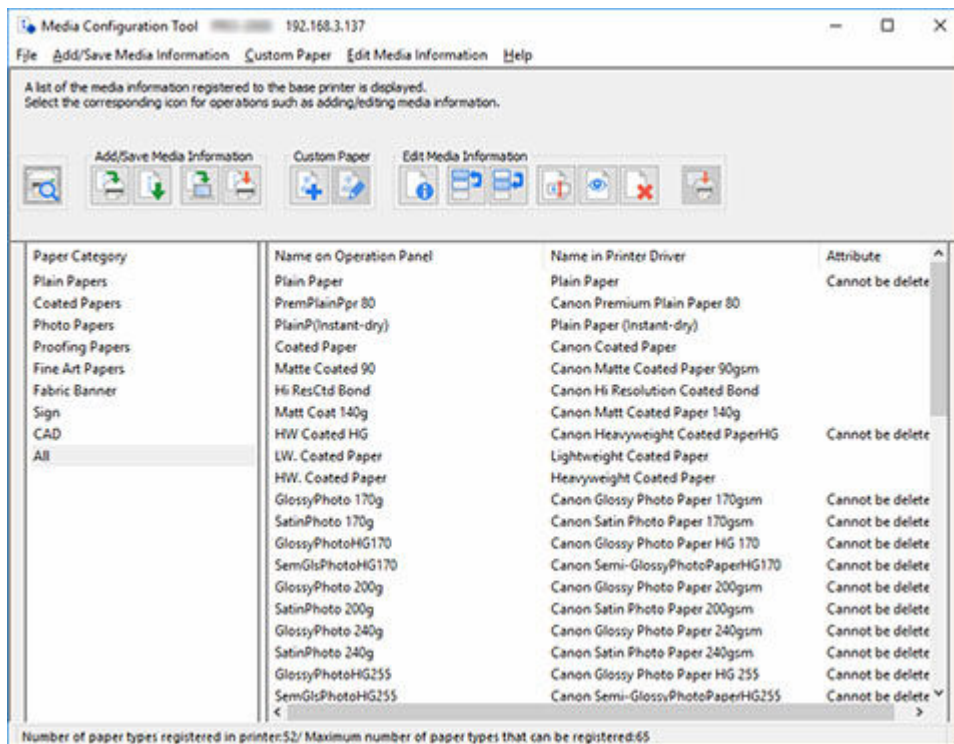 Media Configuration Tool 192.168.3.137
File Add/Save Media Information Custom Paper Edit Media Information Help
A list of the media information registered to the base printer is displayed.
Select the corresponding icon for operations such as adding/editing media information.
Add/Save Media Information Custom Paper Edit Media Information
Paper Category
Plain Papers
Coated Papers
Photo Papers
Proofing Papers
Fine Art Papers
Fabric Banner
Sign
CAD
All
Name on Operation Panel Name in Printer Driver Attribute
Plain Paper Plain Paper Cannot be delete
PremPlainPpr 80 Canon Premium Plain Paper 80
PlainP(Instant-dry) Plain Paper (Instant-dry)
Coated Paper Canon Coated Paper
Matte Coated 90 Canon Matte Coated Paper 90gsm
Hi ResCtd Bond Canon Hi Resolution Coated Bond
Matt Coat 140g Canon Matt Coated Paper 140g
HW Coated HG Canon Heavyweight Coated PaperHG Cannot be delete
LW. Coated Paper Lightweight Coated Paper
HW. Coated Paper Heavyweight Coated Paper
GlossyPhoto 170g Canon Glossy Photo Paper 170gsm Cannot be delete
SatinPhoto 170g Canon Satin Photo Paper 170gsm Cannot be delete
GlossyPhotoHG170 Canon Glossy Photo Paper HG 170 Cannot be delete
SemGlsPhotoHG170 Canon Semi-GlossyPhotoPaperHG170 Cannot be delete
GlossyPhoto 200g Canon Glossy Photo Paper 200gsm Cannot be delete
SatinPhoto 200g Canon Satin Photo Paper 200gsm Cannot be delete
GlossyPhoto 240g Canon Glossy Photo Paper 240gsm Cannot be delete
SatinPhoto 240g Canon Satin Photo Paper 240gsm Cannot be delete
GlossyPhotoHG255 Canon Glossy Photo Paper HG 255 Cannot be delete
SemGlsPhotoHG255 Canon Semi-GlossyPhotoPaperHG255 Cannot be delete
Number of paper types registered in printer:52/ Maximum number of paper types that can be registered:65